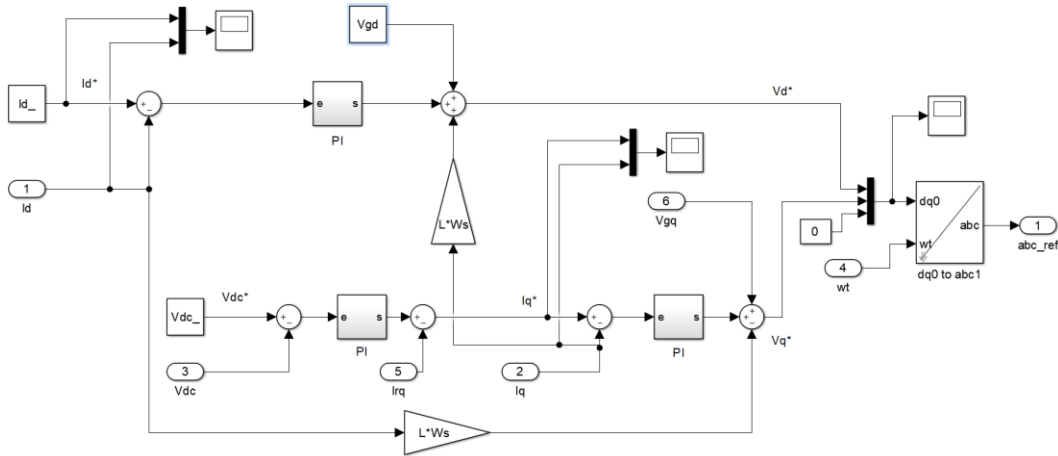 Vgd
Id*
Id_
+
−
e
s
PI
+
+
+
Vd*
1
Id
L*Ws
6
Vgq
0
4
wt
dq0
wt
abc
dq0 to abc1
1
abc_ref
Vdc*
Vdc_
+
−
e
s
PI
+
−
Iq*
+
−
e
s
PI
+
+
−
Vq*
3
Vdc
5
Irq
2
Iq
L*Ws